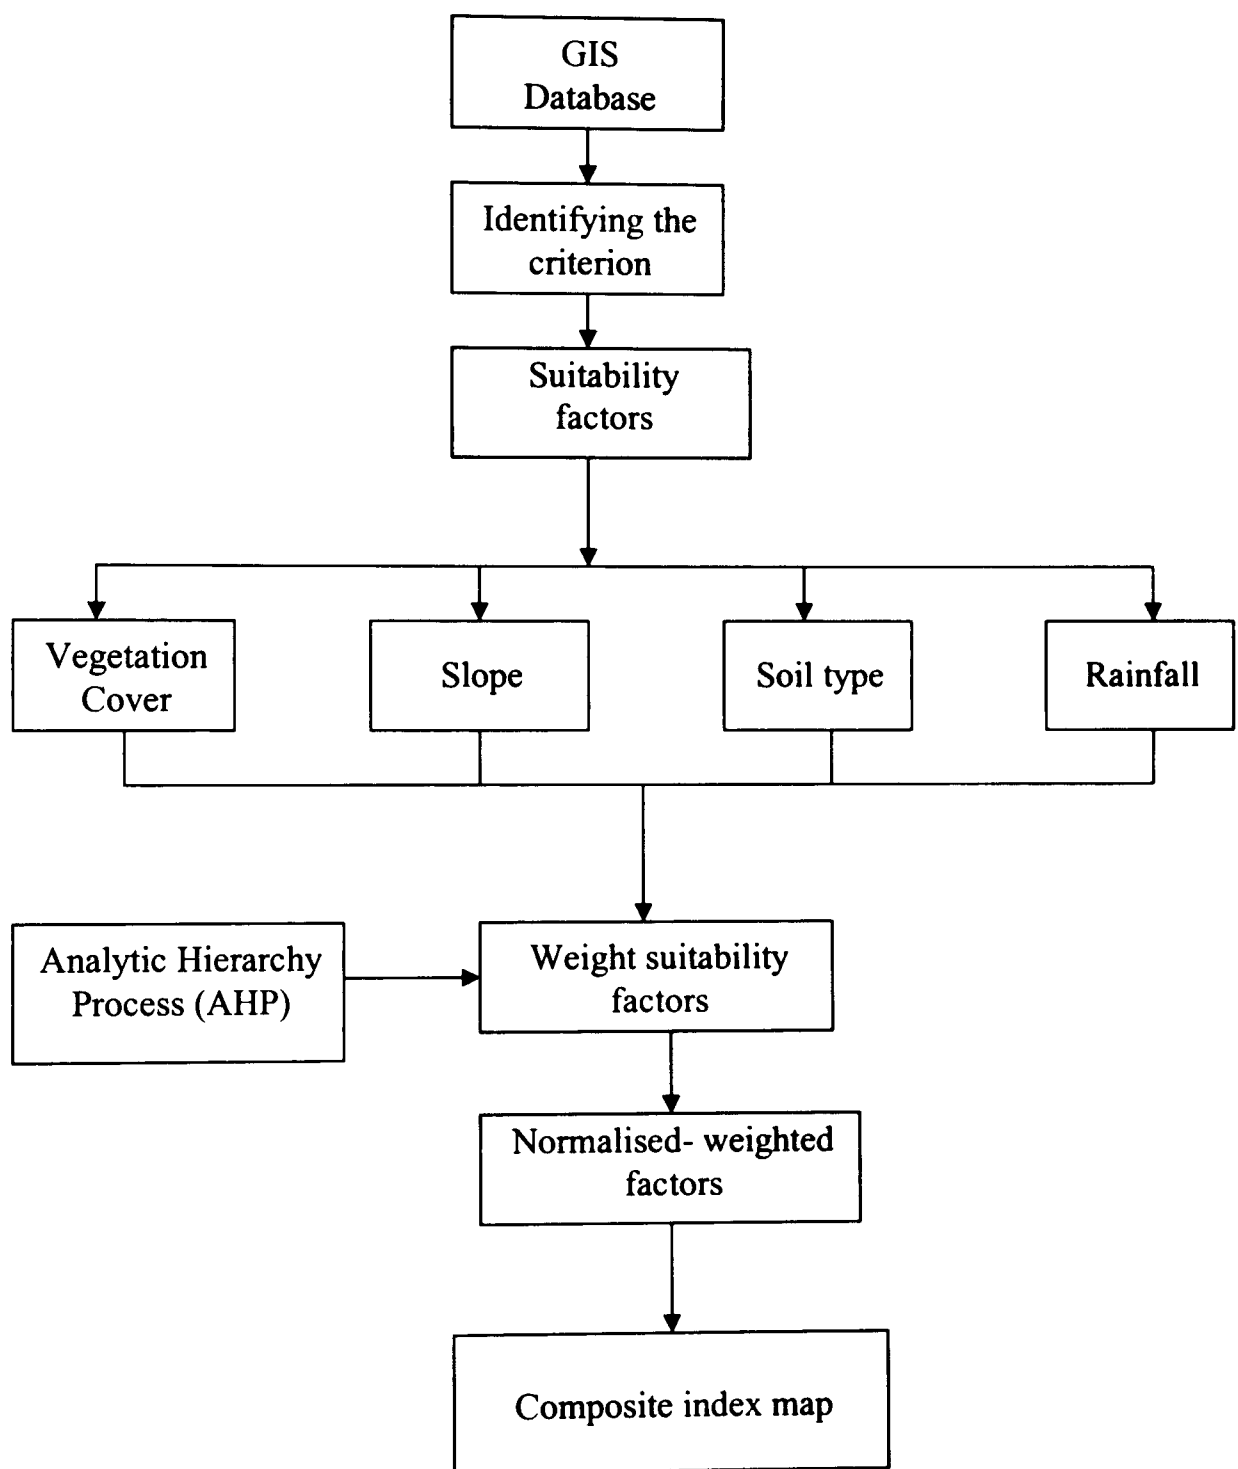 GIS
Database
Identifying the
criterion
Suitability
factors
Vegetation
Cover
Slope
Soil type
Rainfall
Analytic Hierarchy
Process (AHP)
Weight suitability
factors
Normalised- weighted
factors
Composite index map